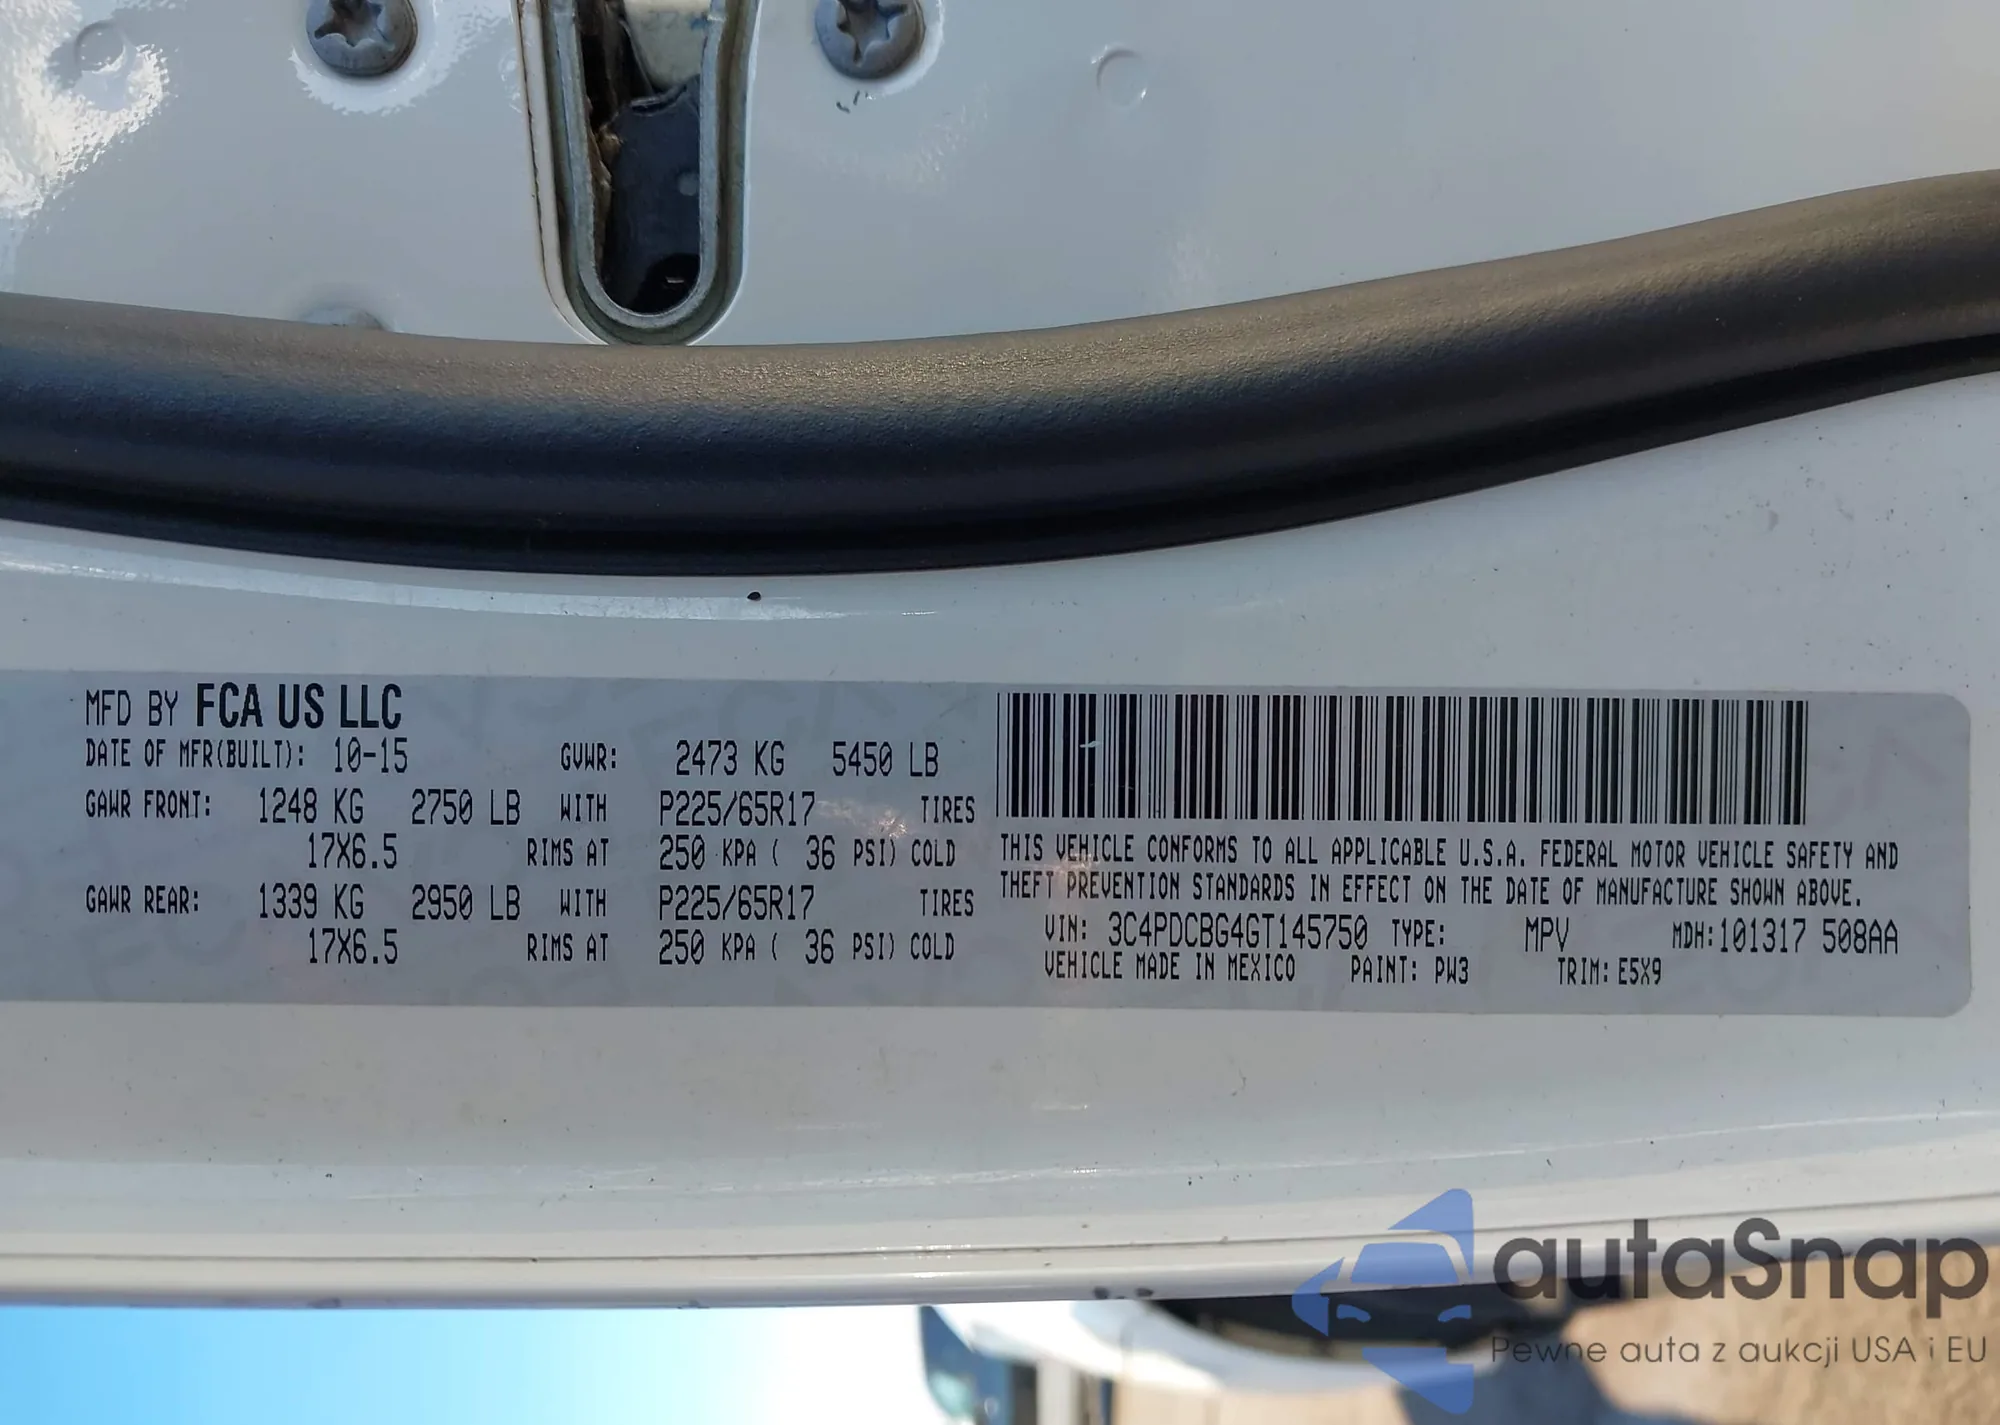 MFD BY FCA US LLC
DATE OF MFR(BUILT): 10-15 GVWR: 2473 KG 5450 LB
GAWR FRONT: 1248 KG 2750 LB WITH P225/65R17 TIRES
17X6.5 RIMS AT 250 KPA ( 36 PSI) COLD
GAWR REAR: 1339 KG 2950 LB WITH P225/65R17 TIRES
17X6.5 RIMS AT 250 KPA ( 36 PSI) COLD
THIS VEHICLE CONFORMS TO ALL APPLICABLE U.S.A. FEDERAL MOTOR VEHICLE SAFETY AND
THEFT PREVENTION STANDARDS IN EFFECT ON THE DATE OF MANUFACTURE SHOWN ABOVE.
VIN: 3C4PDCBG4GT145750 TYPE: MPV MDH: 101317 508AA
VEHICLE MADE IN MEXICO PAINT: PW3 TRIM: E5X9
autoSnap
Pewne auta z aukcji USA i EU